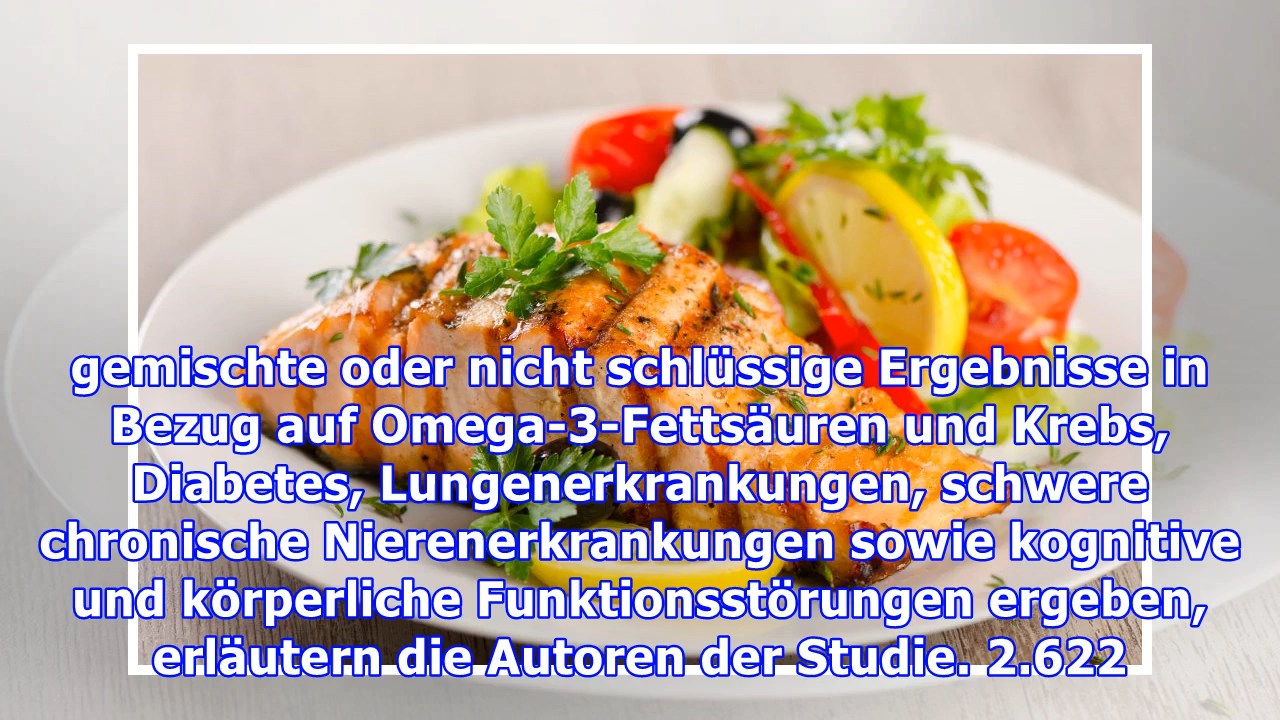 gemischte oder nicht schlüssige Ergebnisse in
Bezug auf Omega-3-Fettsäuren und Krebs,
Diabetes, Lungenerkrankungen, schwere
chronische Nierenerkrankungen sowie kognitive
und körperliche Funktionsstörungen ergeben,
erläutern die Autoren der Studie. 2.622